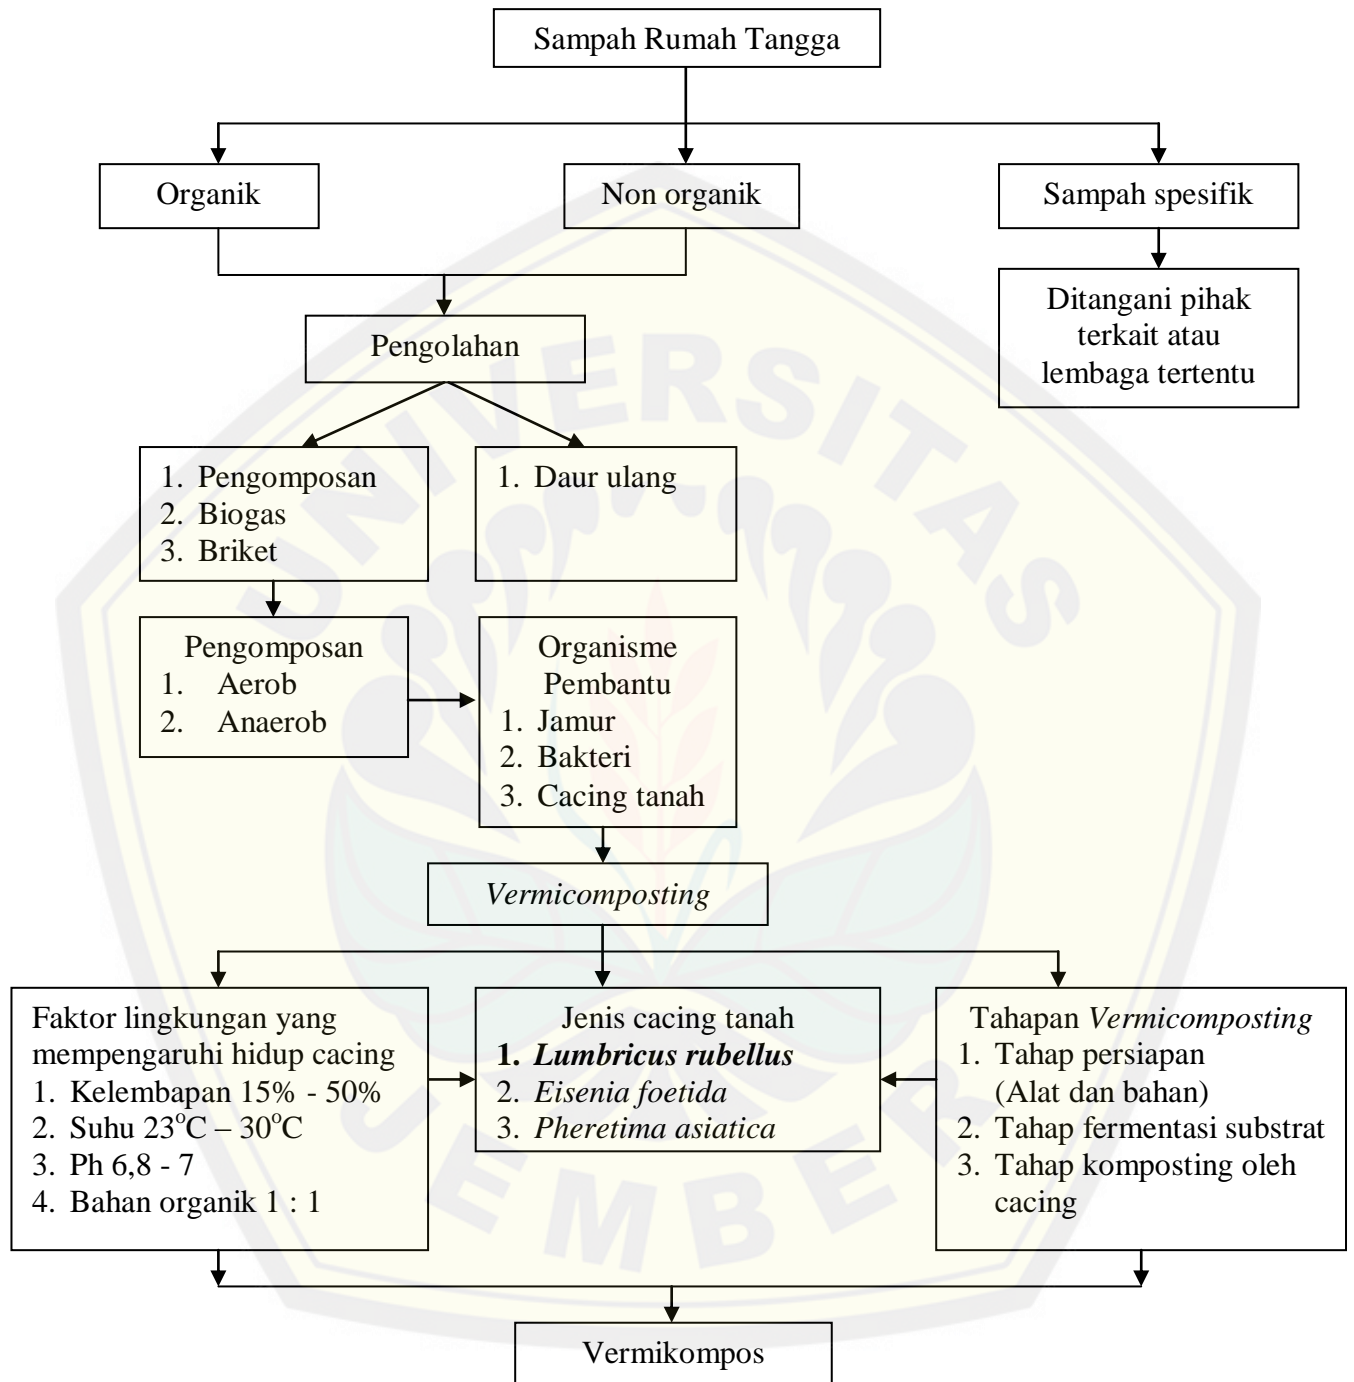 Sampah Rumah Tangga
Organik
Non organik
Sampah spesifik
Ditangani pihak
terkait atau
lembaga tertentu
Pengolahan
1. Pengomposan
2. Biogas
3. Briket
1. Daur ulang
Pengomposan
1. Aerob
2. Anaerob
Organisme
Pembantu
1. Jamur
2. Bakteri
3. Cacing tanah
Vermicomposting
Faktor lingkungan yang
mempengaruhi hidup cacing
1. Kelembapan 15% - 50%
2. Suhu 23°C – 30°C
3. Ph 6,8 - 7
4. Bahan organik 1 : 1
Jenis cacing tanah
1. Lumbricus rubellus
2. Eisenia foetida
3. Pheretima asiatica
Tahapan Vermicomposting
1. Tahap persiapan
(Alat dan bahan)
2. Tahap fermentasi substrat
3. Tahap komposting oleh
cacing
Vermikompos
UNIVERSITAS
JEMBER